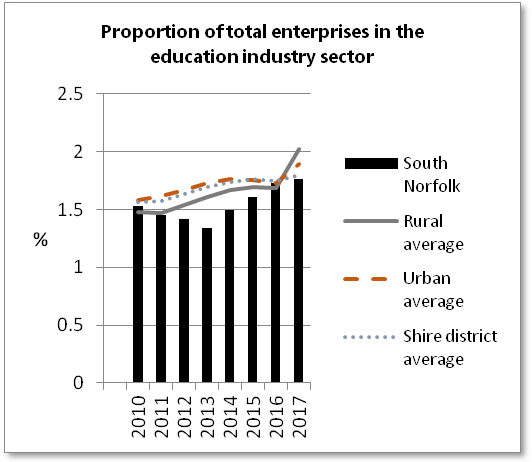 Proportion of total enterprises in the
education industry sector
2.5
2
1.5
1
0.5
0
%
2010
2011
2012
2013
2014
2015
2016
2017
South
Norfolk
Rural
average
Urban
average
Shire district
average